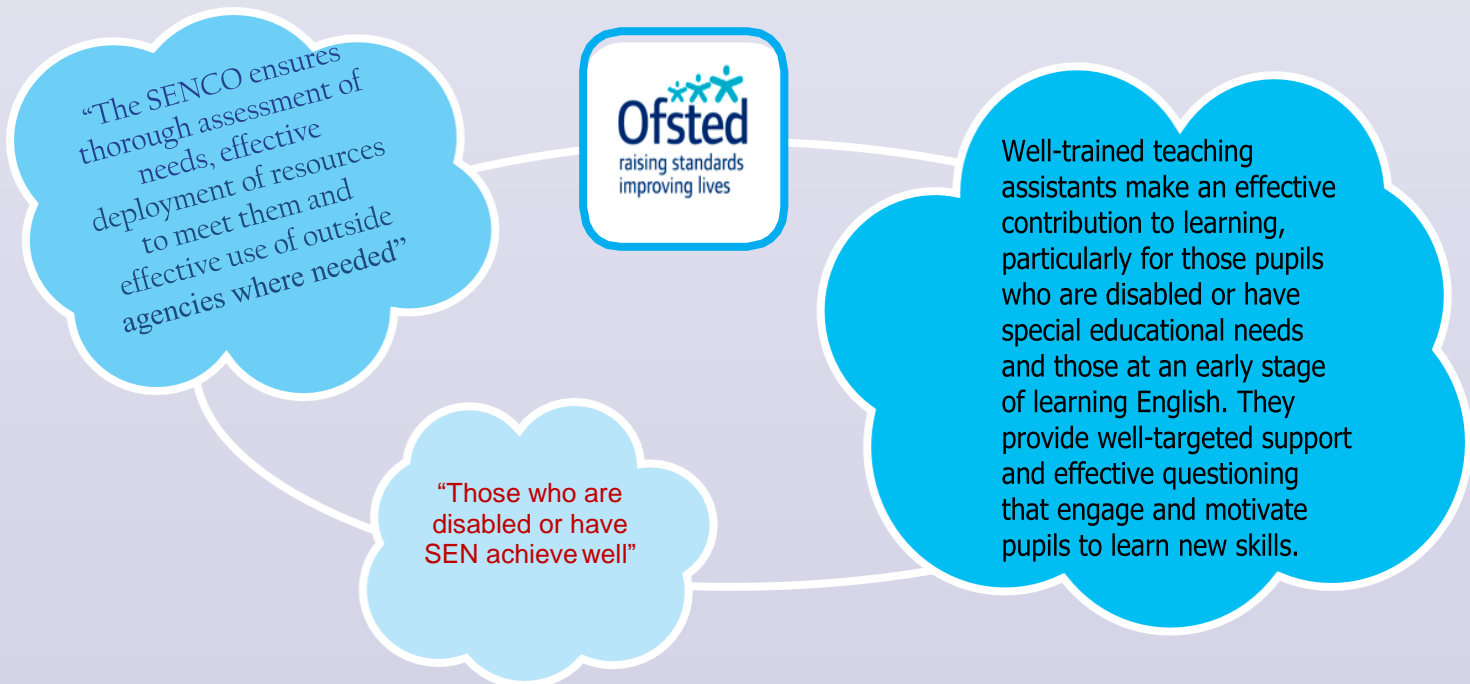 “The SENCO ensures
thorough assessment of
needs, effective
deployment of resources
to meet them and
effective use of outside
agencies where needed”
Ofsted
raising standards
improving lives
Well-trained teaching
assistants make an effective
contribution to learning,
particularly for those pupils
who are disabled or have
special educational needs
and those at an early stage
of learning English. They
provide well-targeted support
and effective questioning
that engage and motivate
pupils to learn new skills.
“Those who are
disabled or have
SEN achieve well”